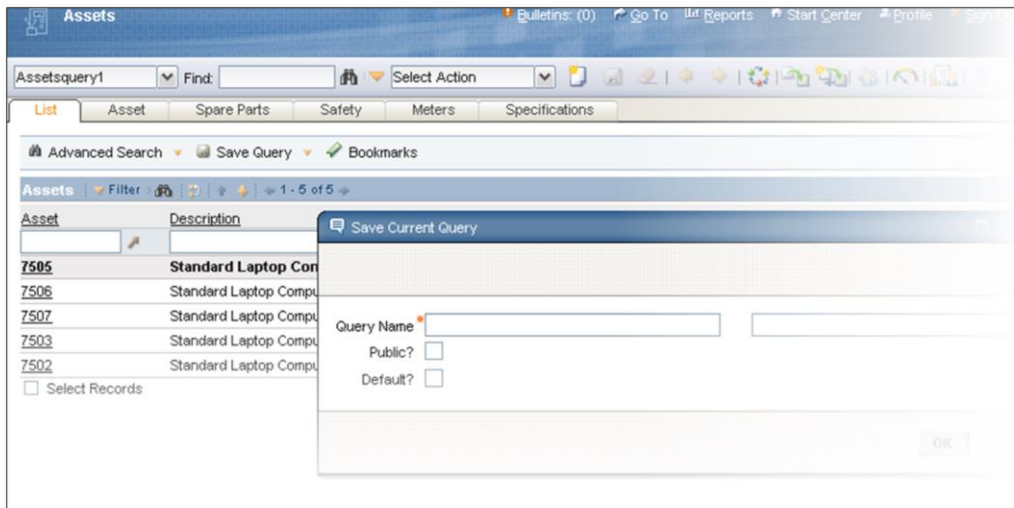 Assets
Bulletins: (0) Go To Reports Start Center Profile Sign
Assetsquery1 Find: Select Action
List Asset Spare Parts Safety Meters Specifications
Advanced Search Save Query Bookmarks
Assets Filter 1 - 5 of 5
Asset Description
Save Current Query
7505 Standard Laptop Com
7506 Standard Laptop Compu
7507 Standard Laptop Compu
7503 Standard Laptop Compu
7502 Standard Laptop Compu
Select Records
Query Name *
Public?
Default?
OK